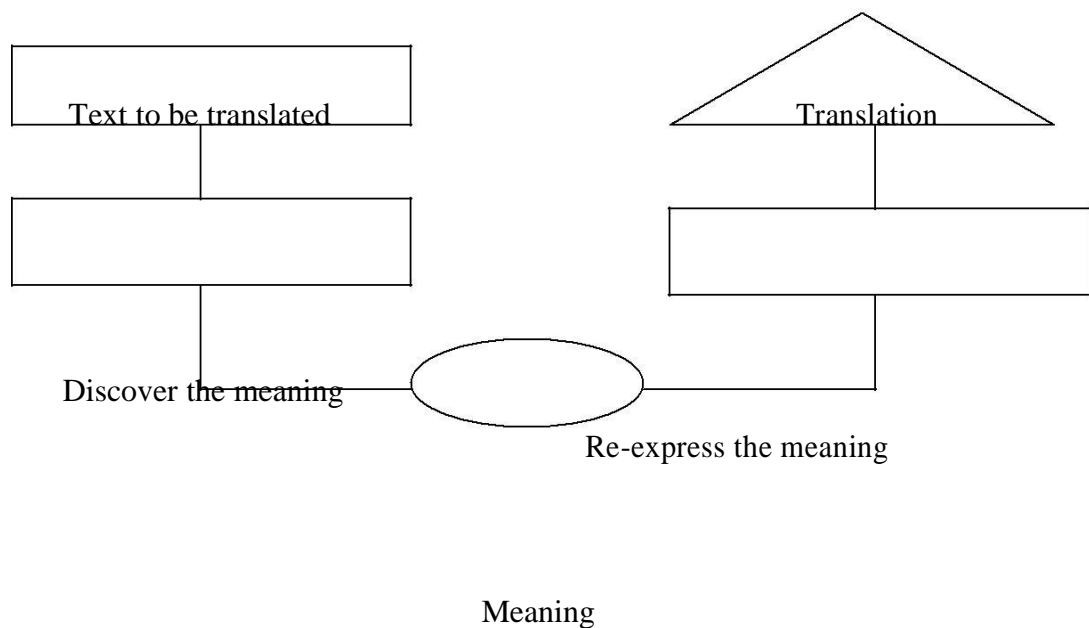 Text to be translated
Translation
Discover the meaning
Re-express the meaning
Meaning